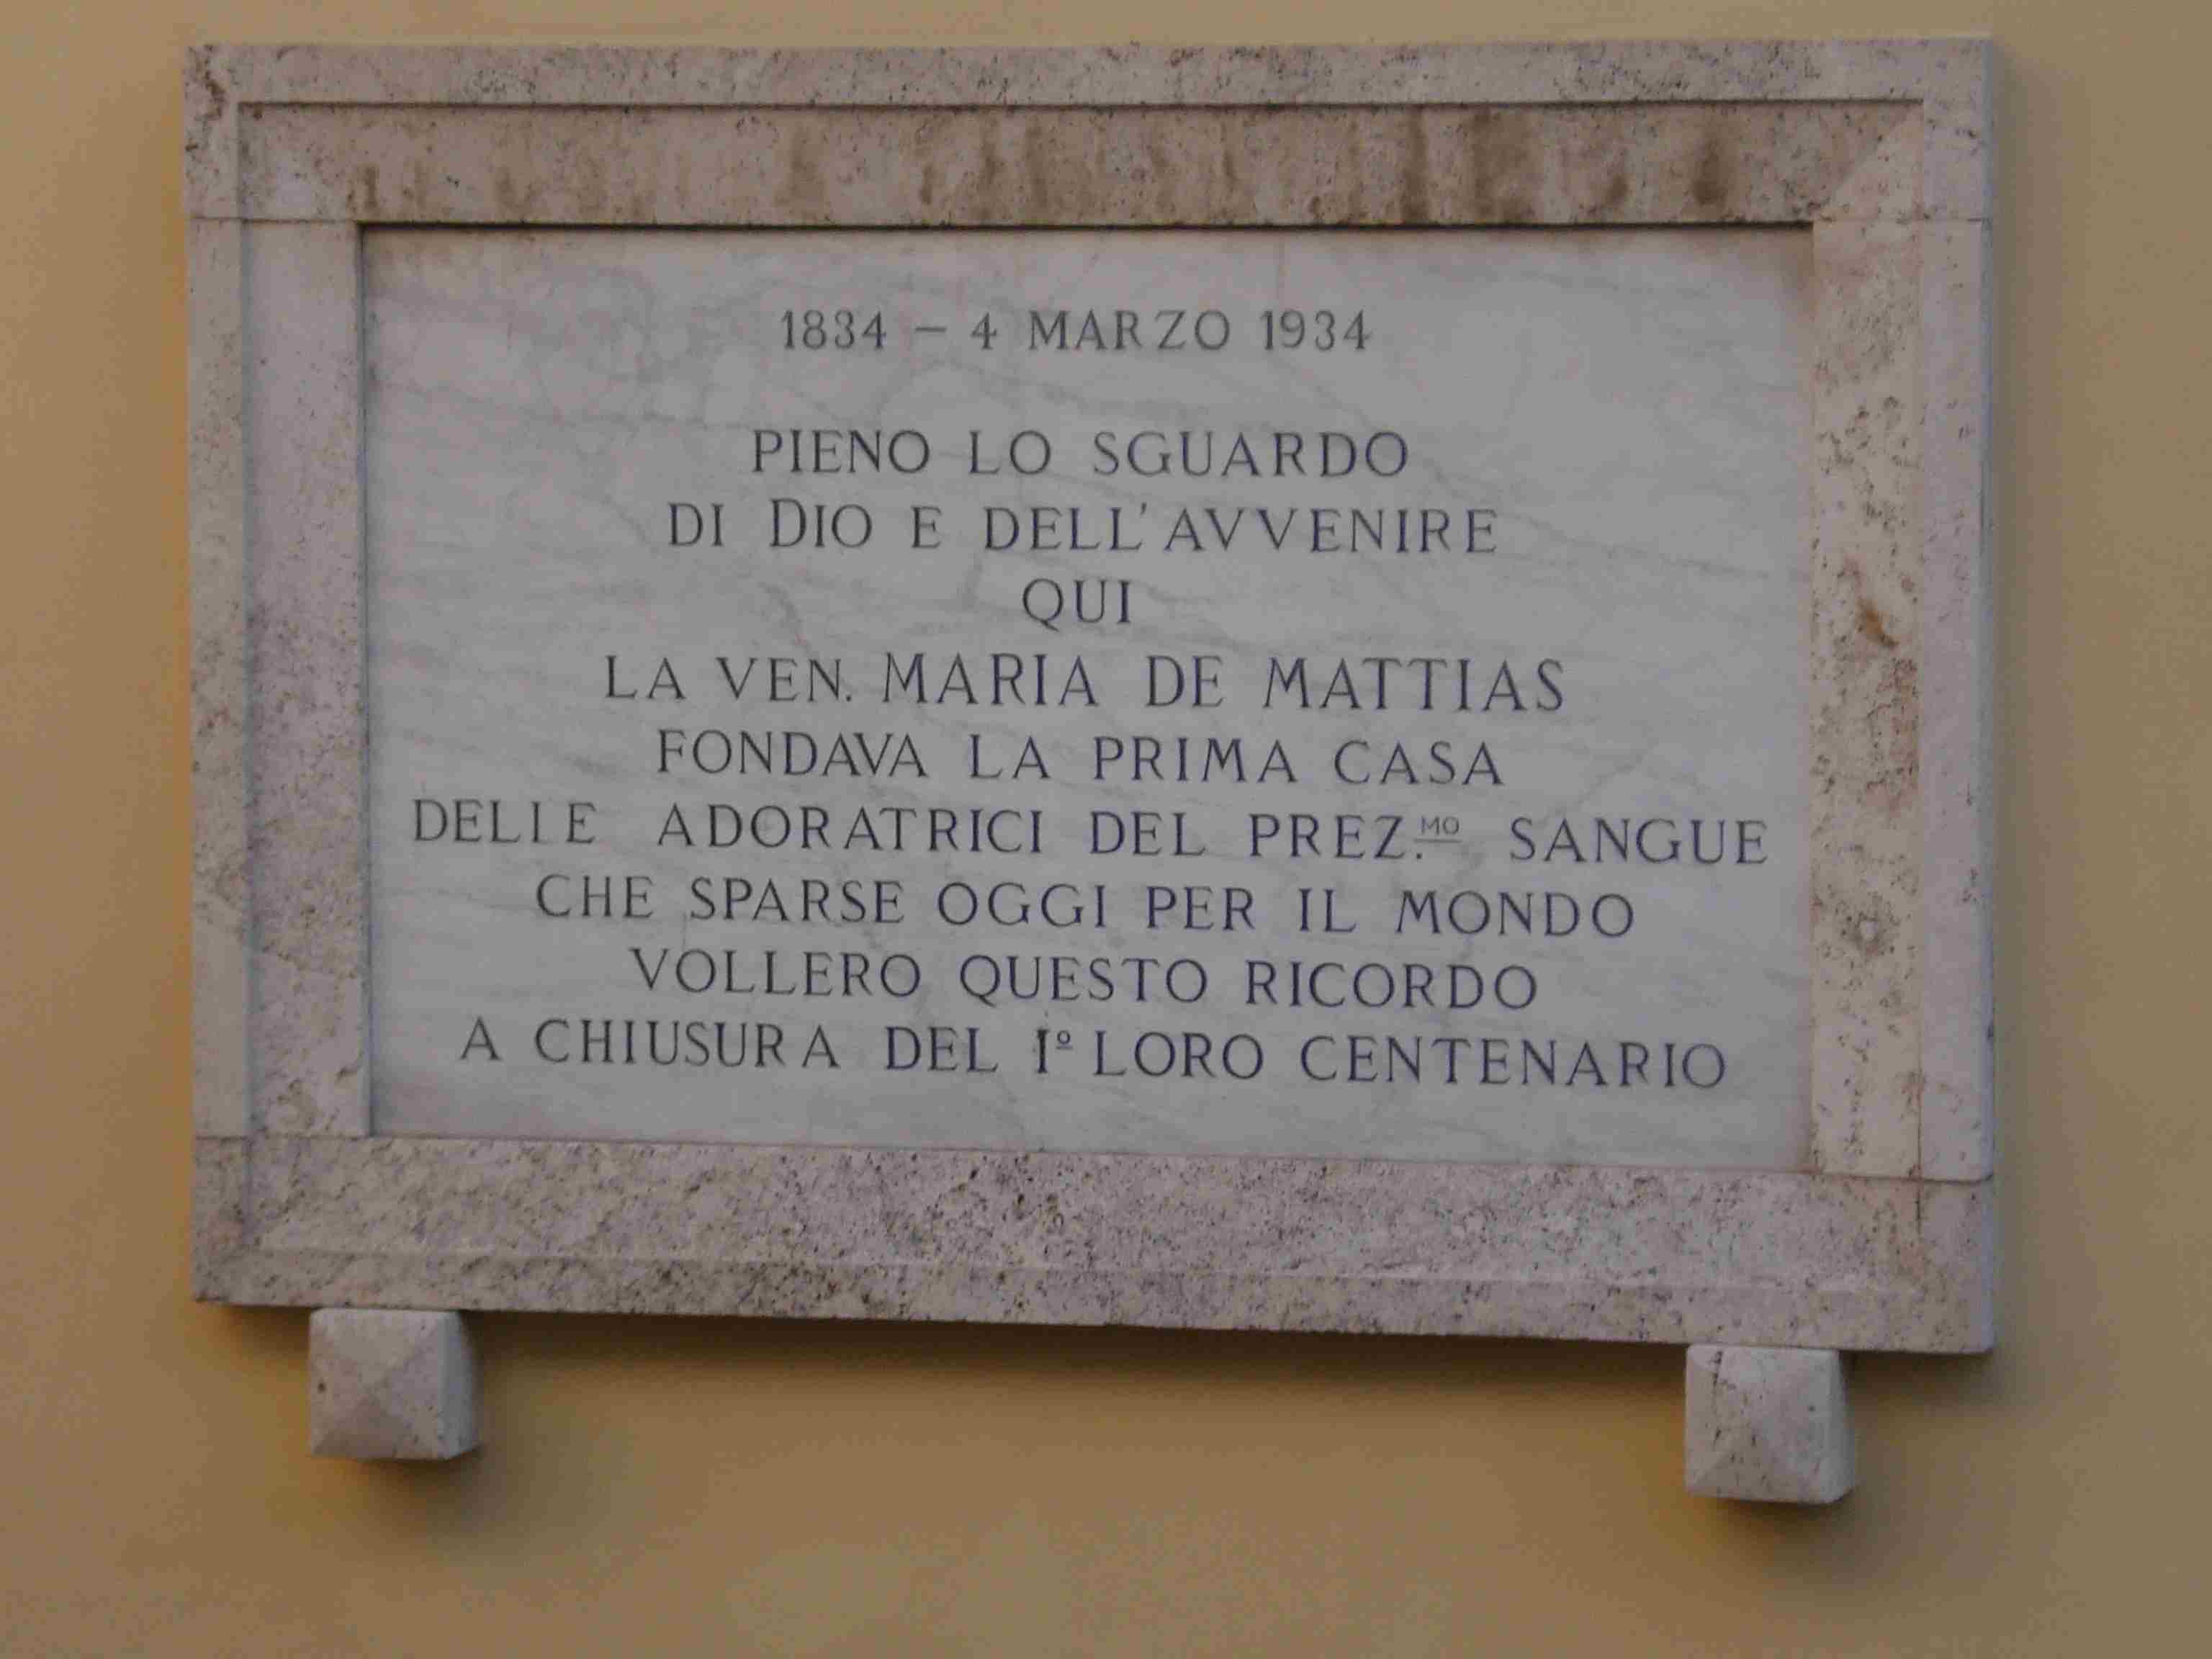 1834 – 4 MARZO 1934
PIENO LO SGUARDO
DI DIO E DELL'AVVENIRE
QUI
LA VEN. MARIA DE MATTIAS
FONDAVA LA PRIMA CASA
DELLE ADORATRICI DEL PREZ.ᴹᴼ SANGUE
CHE SPARSE OGGI PER IL MONDO
VOLLERO QUESTO RICORDO
A CHIUSURA DEL Iº LORO CENTENARIO